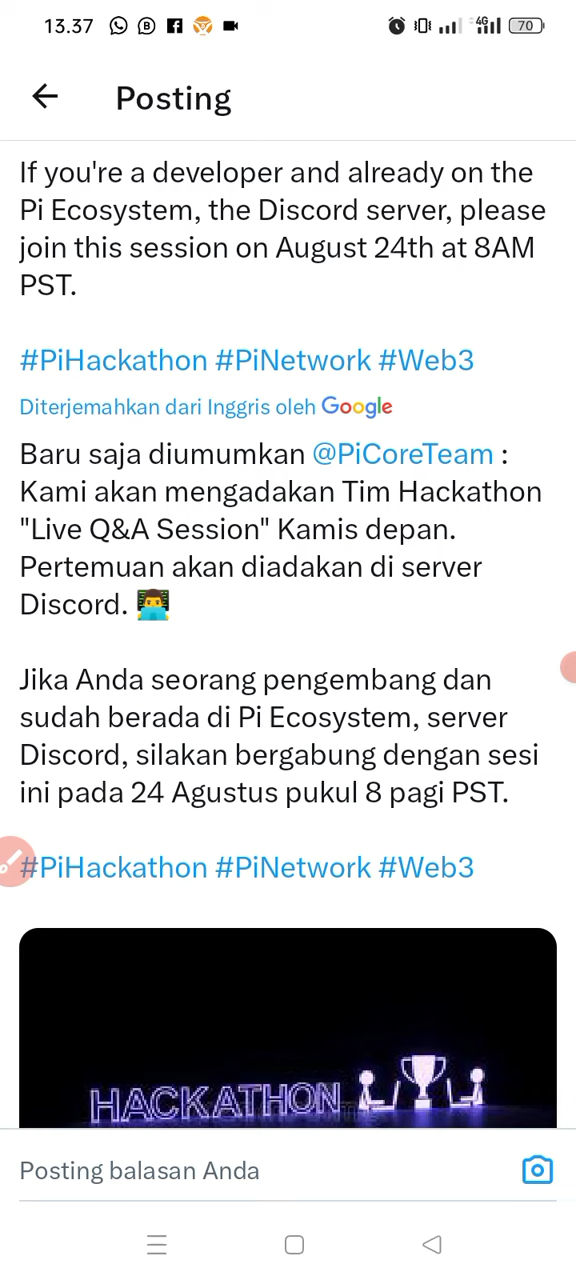 13.37
4G
70
Posting
If you're a developer and already on the
Pi Ecosystem, the Discord server, please
join this session on August 24th at 8AM
PST.
#PiHackathon #PiNetwork #Web3
Diterjemahkan dari Inggris oleh Google
Baru saja diumumkan @PiCoreTeam :
Kami akan mengadakan Tim Hackathon
"Live Q&A Session" Kamis depan.
Pertemuan akan diadakan di server
Discord.
Jika Anda seorang pengembang dan
sudah berada di Pi Ecosystem, server
Discord, silakan bergabung dengan sesi
ini pada 24 Agustus pukul 8 pagi PST.
#PiHackathon #PiNetwork #Web3
HACKATHON
Posting balasan Anda